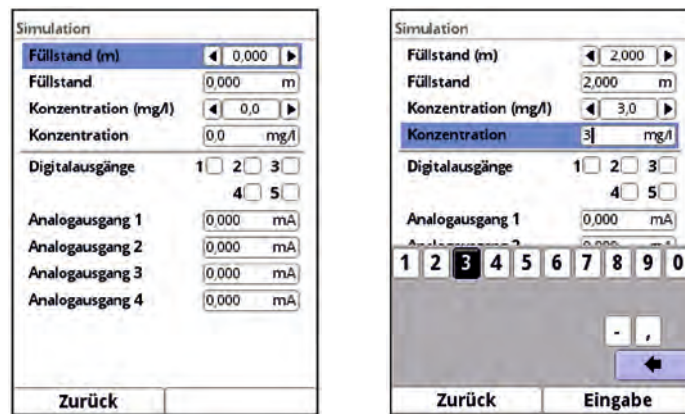 Simulation
Füllstand (m) 0,000
Füllstand 0,000 m
Konzentration (mg/l) 0,0
Konzentration 0,0 mg/l
Digitalausgänge 1 2 3
4 5
Analogausgang 1 0,000 mA
Analogausgang 2 0,000 mA
Analogausgang 3 0,000 mA
Analogausgang 4 0,000 mA
Zurück
Simulation
Füllstand (m) 2,000
Füllstand 2,000 m
Konzentration (mg/l) 3,0
Konzentration 3 mg/l
Digitalausgänge 1 2 3
4 5
Analogausgang 1 0,000 mA
1 2 3 4 5 6 7 8 9 0
- ,
Zurück Eingabe